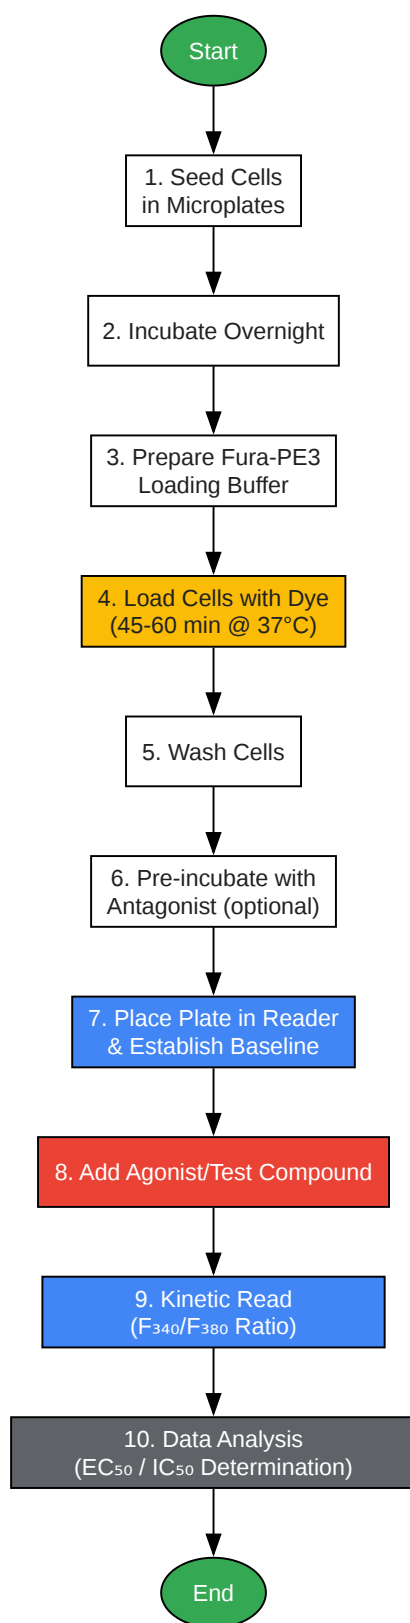 Start
1. Seed Cells
in Microplates
2. Incubate Overnight
3. Prepare Fura-PE3
Loading Buffer
4. Load Cells with Dye
(45-60 min @ 37°C)
5. Wash Cells
6. Pre-incubate with
Antagonist (optional)
7. Place Plate in Reader
& Establish Baseline
8. Add Agonist/Test Compound
9. Kinetic Read
(F₃₄₀/F₃₈₀ Ratio)
10. Data Analysis
(EC₅₀ / IC₅₀ Determination)
End